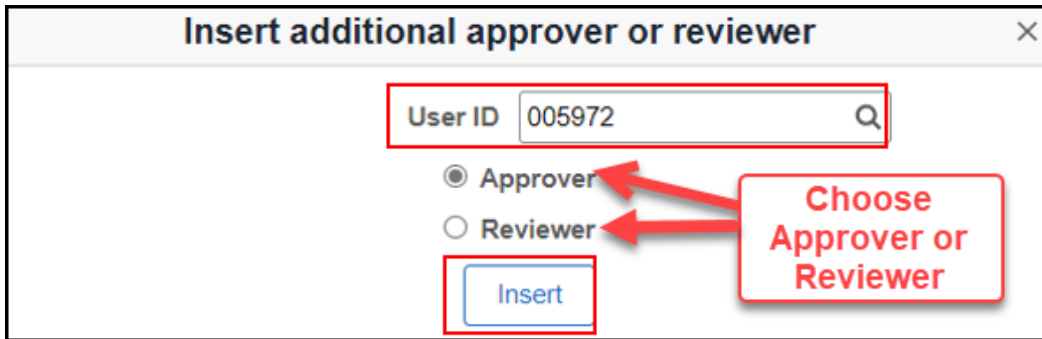 Insert additional approver or reviewer
User ID 005972
Approver
Reviewer
Choose
Approver or
Reviewer
Insert